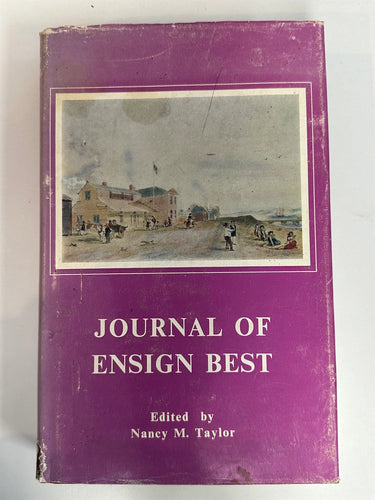 JOURNAL OF
ENSIGN BEST
Edited by
Nancy M. Taylor